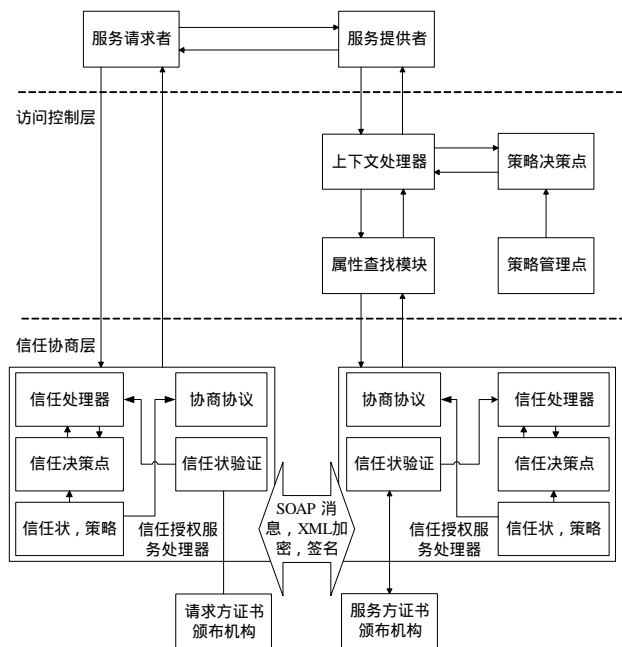 服务请求者
服务提供者
访问控制层
上下文处理器
策略决策点
属性查找模块
策略管理点
信任协商层
信任处理器
协商协议
信任决策点
信任状验证
信任状，策略
信任授权服
务处理器
SOAP 消
息，XML加
密，签名
协商协议
信任处理器
信任状验证
信任决策点
信任授权服
务处理器
信任状，策略
请求方证书
颁布机构
服务方证书
颁布机构